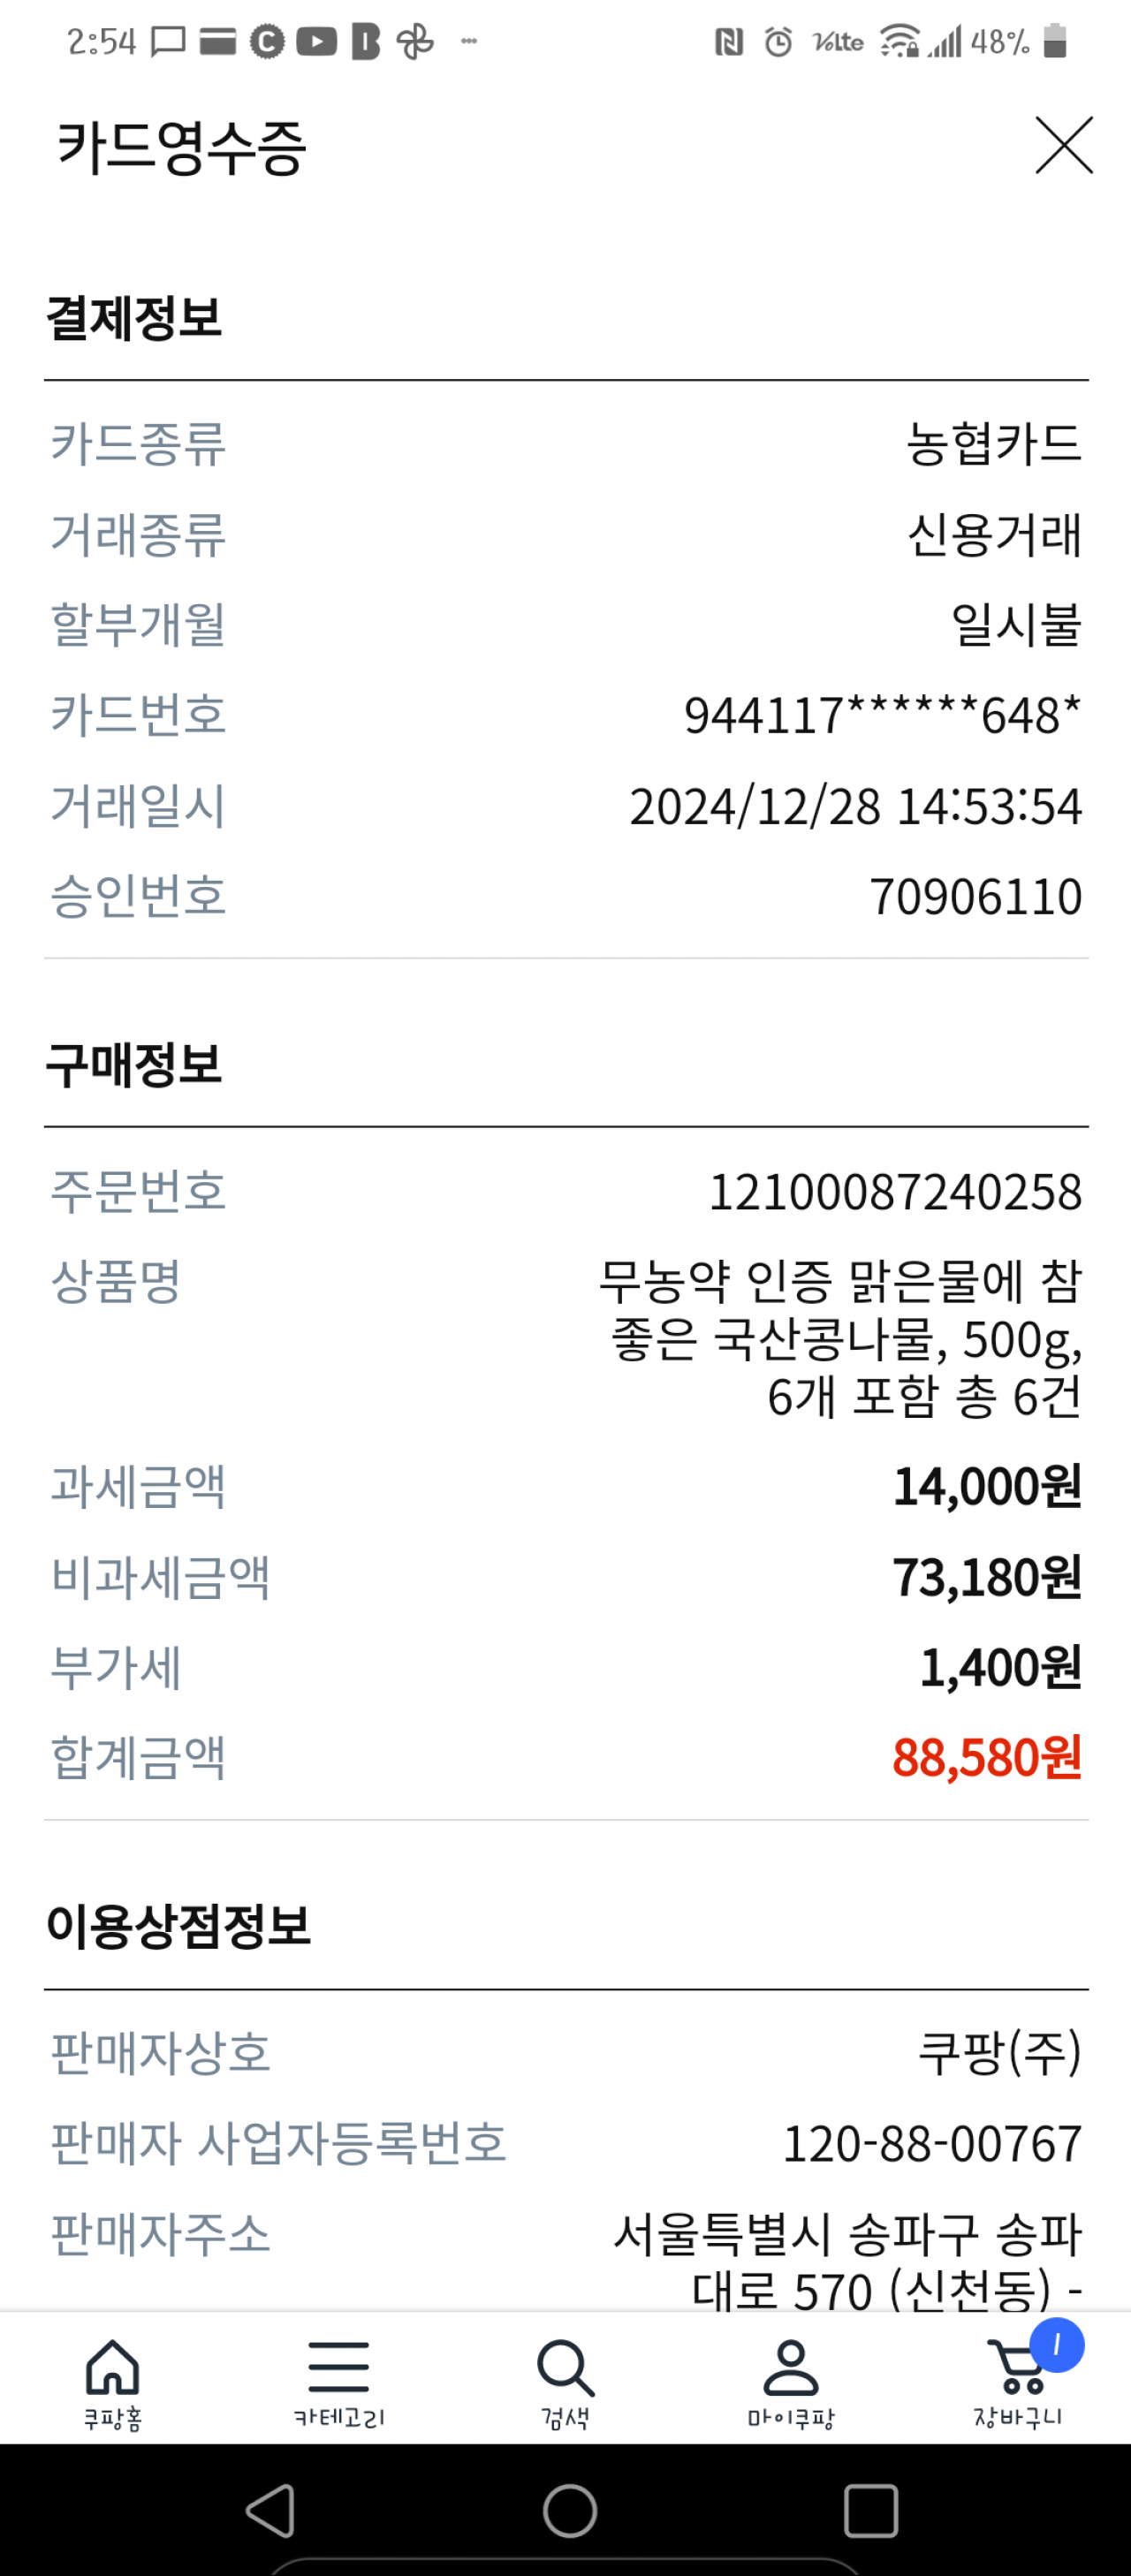 2:54
Volte
48%
카드영수증
결제정보
카드종류 농협카드
거래종류 신용거래
할부개월 일시불
카드번호 944117******648*
거래일시 2024/12/28 14:53:54
승인번호 70906110
구매정보
주문번호 12100087240258
상품명 무농약 인증 맑은물에 참
좋은 국산콩나물, 500g,
6개 포함 총 6건
과세금액 14,000원
비과세금액 73,180원
부가세 1,400원
합계금액 88,580원
이용상점정보
판매자상호 쿠팡(주)
판매자 사업자등록번호 120-88-00767
판매자주소 서울특별시 송파구 송파
대로 570 (신천동) -
1
쿠팡홈 카테고리 검색 마이쿠팡 장바구니